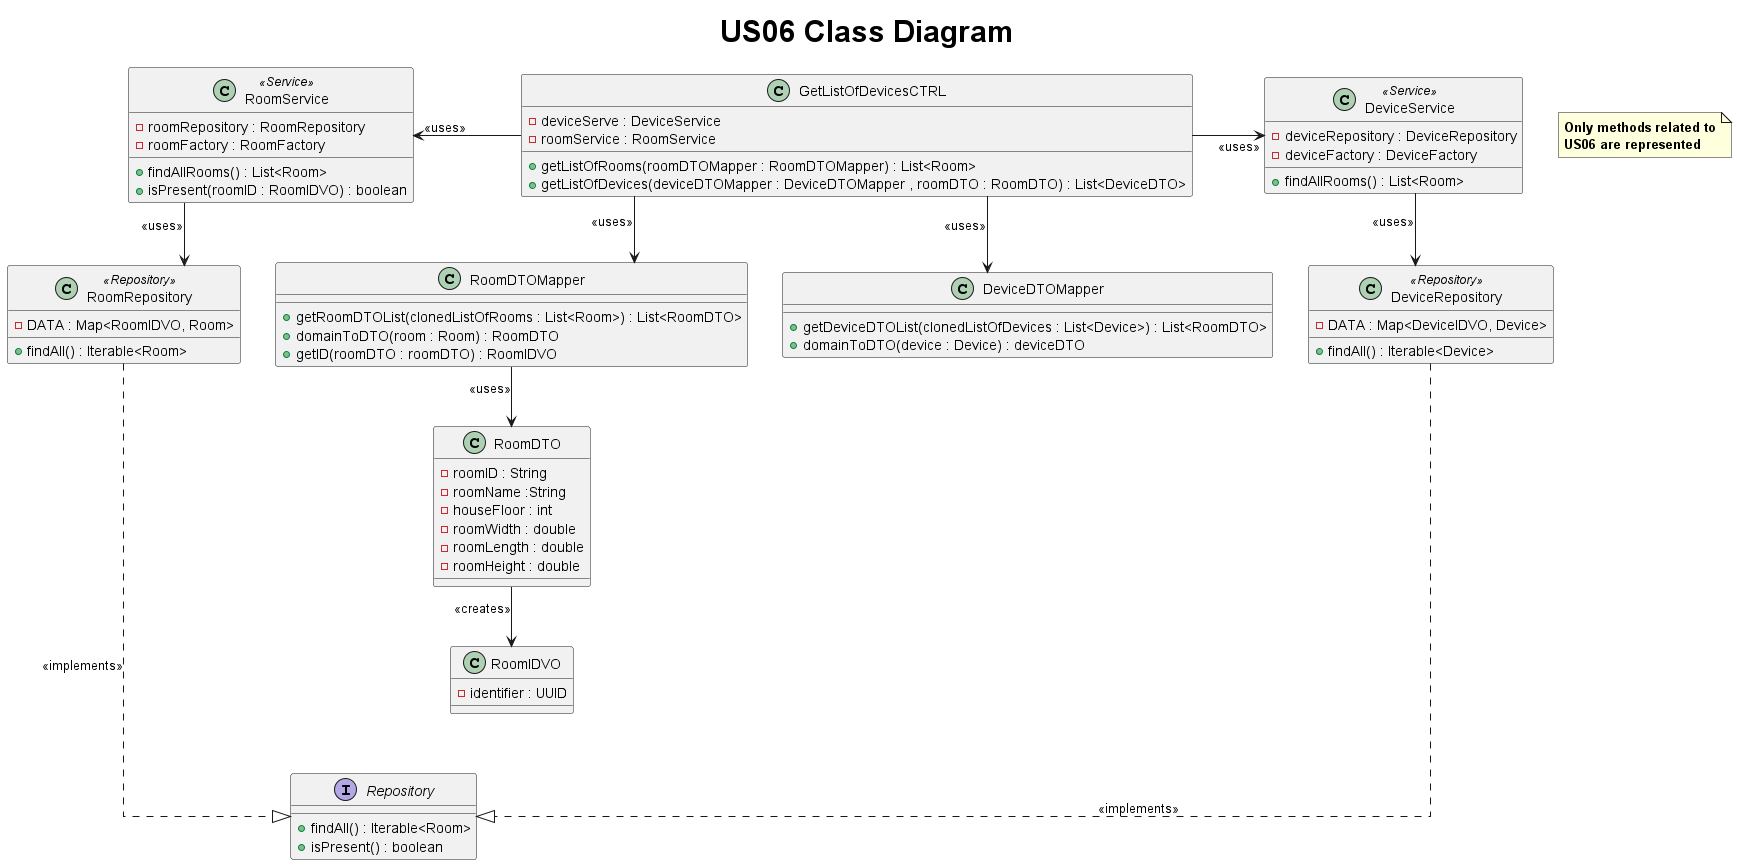 US06 Class Diagram
C
«Service»
RoomService
roomRepository : RoomRepository
roomFactory : RoomFactory
findAllRooms() : List<Room>
isPresent(roomID : RoomIDVO) : boolean
«uses»
C GetListOfDevicesCTRL
deviceServe : DeviceService
roomService : RoomService
getListOfRooms(roomDTOMapper : RoomDTOMapper) : List<Room>
getListOfDevices(deviceDTOMapper : DeviceDTOMapper , roomDTO : RoomDTO) : List<DeviceDTO>
«uses»
C
«Service»
DeviceService
deviceRepository : DeviceRepository
deviceFactory : DeviceFactory
findAllRooms() : List<Room>
Only methods related to
US06 are represented
«uses»
«uses»
«uses»
«uses»
C
«Repository»
RoomRepository
DATA : Map<RoomIDVO, Room>
findAll() : Iterable<Room>
C RoomDTOMapper
getRoomDTOList(clonedListOfRooms : List<Room>) : List<RoomDTO>
domainToDTO(room : Room) : RoomDTO
getID(roomDTO : roomDTO) : RoomIDVO
C DeviceDTOMapper
getDeviceDTOList(clonedListOfDevices : List<Device>) : List<RoomDTO>
domainToDTO(device : Device) : deviceDTO
C
«Repository»
DeviceRepository
DATA : Map<DeviceIDVO, Device>
findAll() : Iterable<Device>
«uses»
C RoomDTO
roomID : String
roomName :String
houseFloor : int
roomWidth : double
roomLength : double
roomHeight : double
«creates»
C RoomIDVO
identifier : UUID
«implements»
I Repository
findAll() : Iterable<Room>
isPresent() : boolean
«implements»